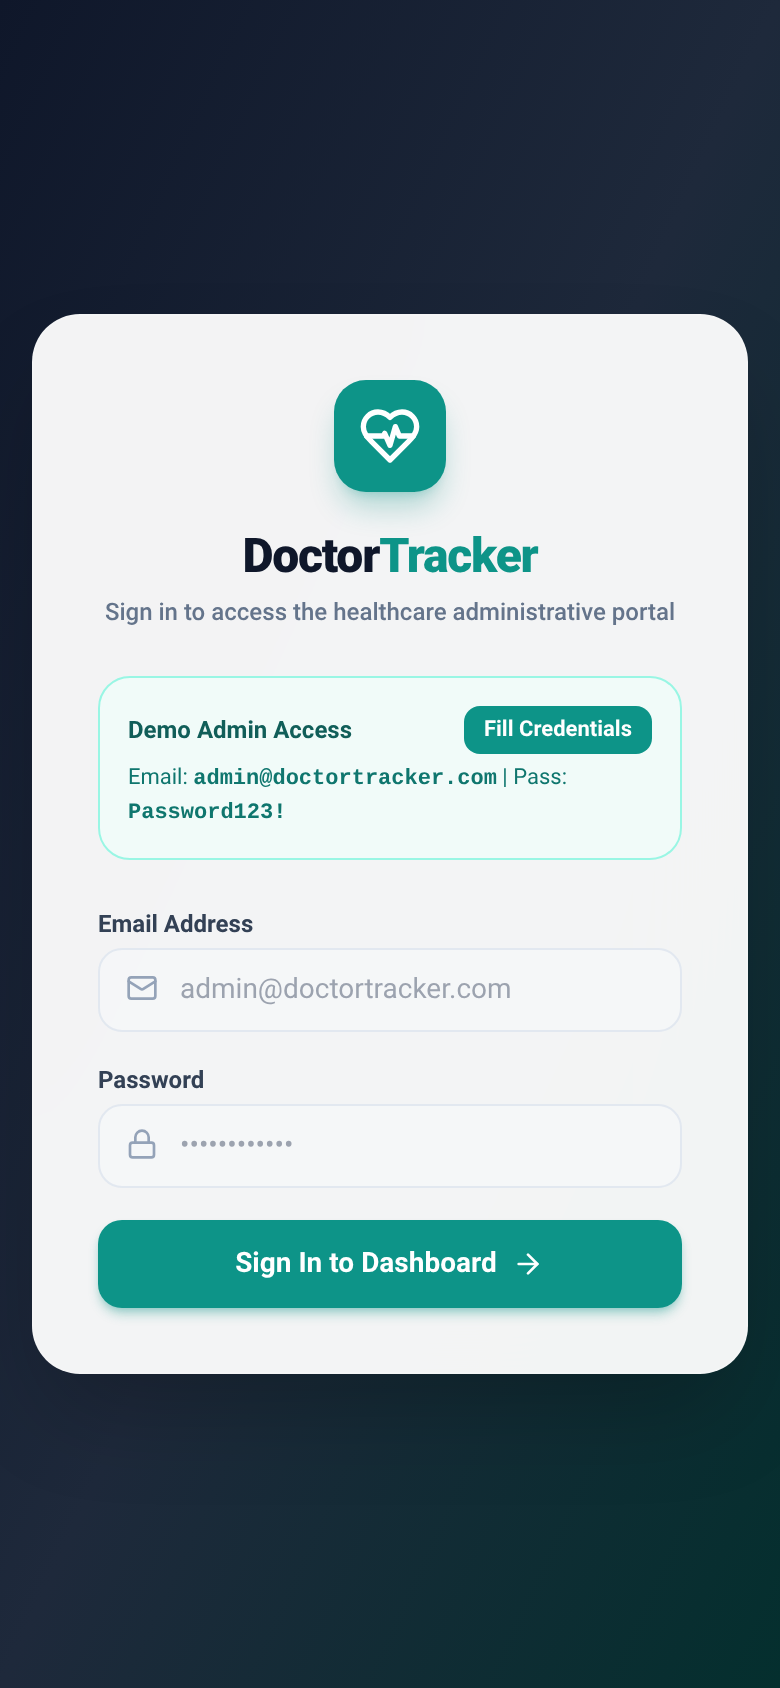 DoctorTracker
Sign in to access the healthcare administrative portal
Demo Admin Access
Fill Credentials
Email: admin@doctortracker.com | Pass:
Password123!
Email Address
admin@doctortracker.com
Password
••••••••••••
Sign In to Dashboard →